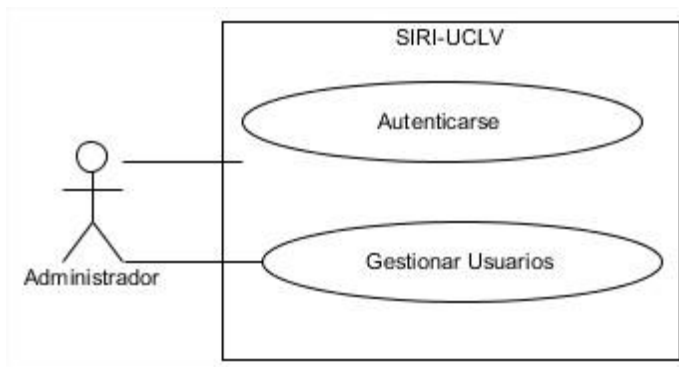 SIRI-UCLV
Autenticarse
Gestionar Usuarios
Administrador